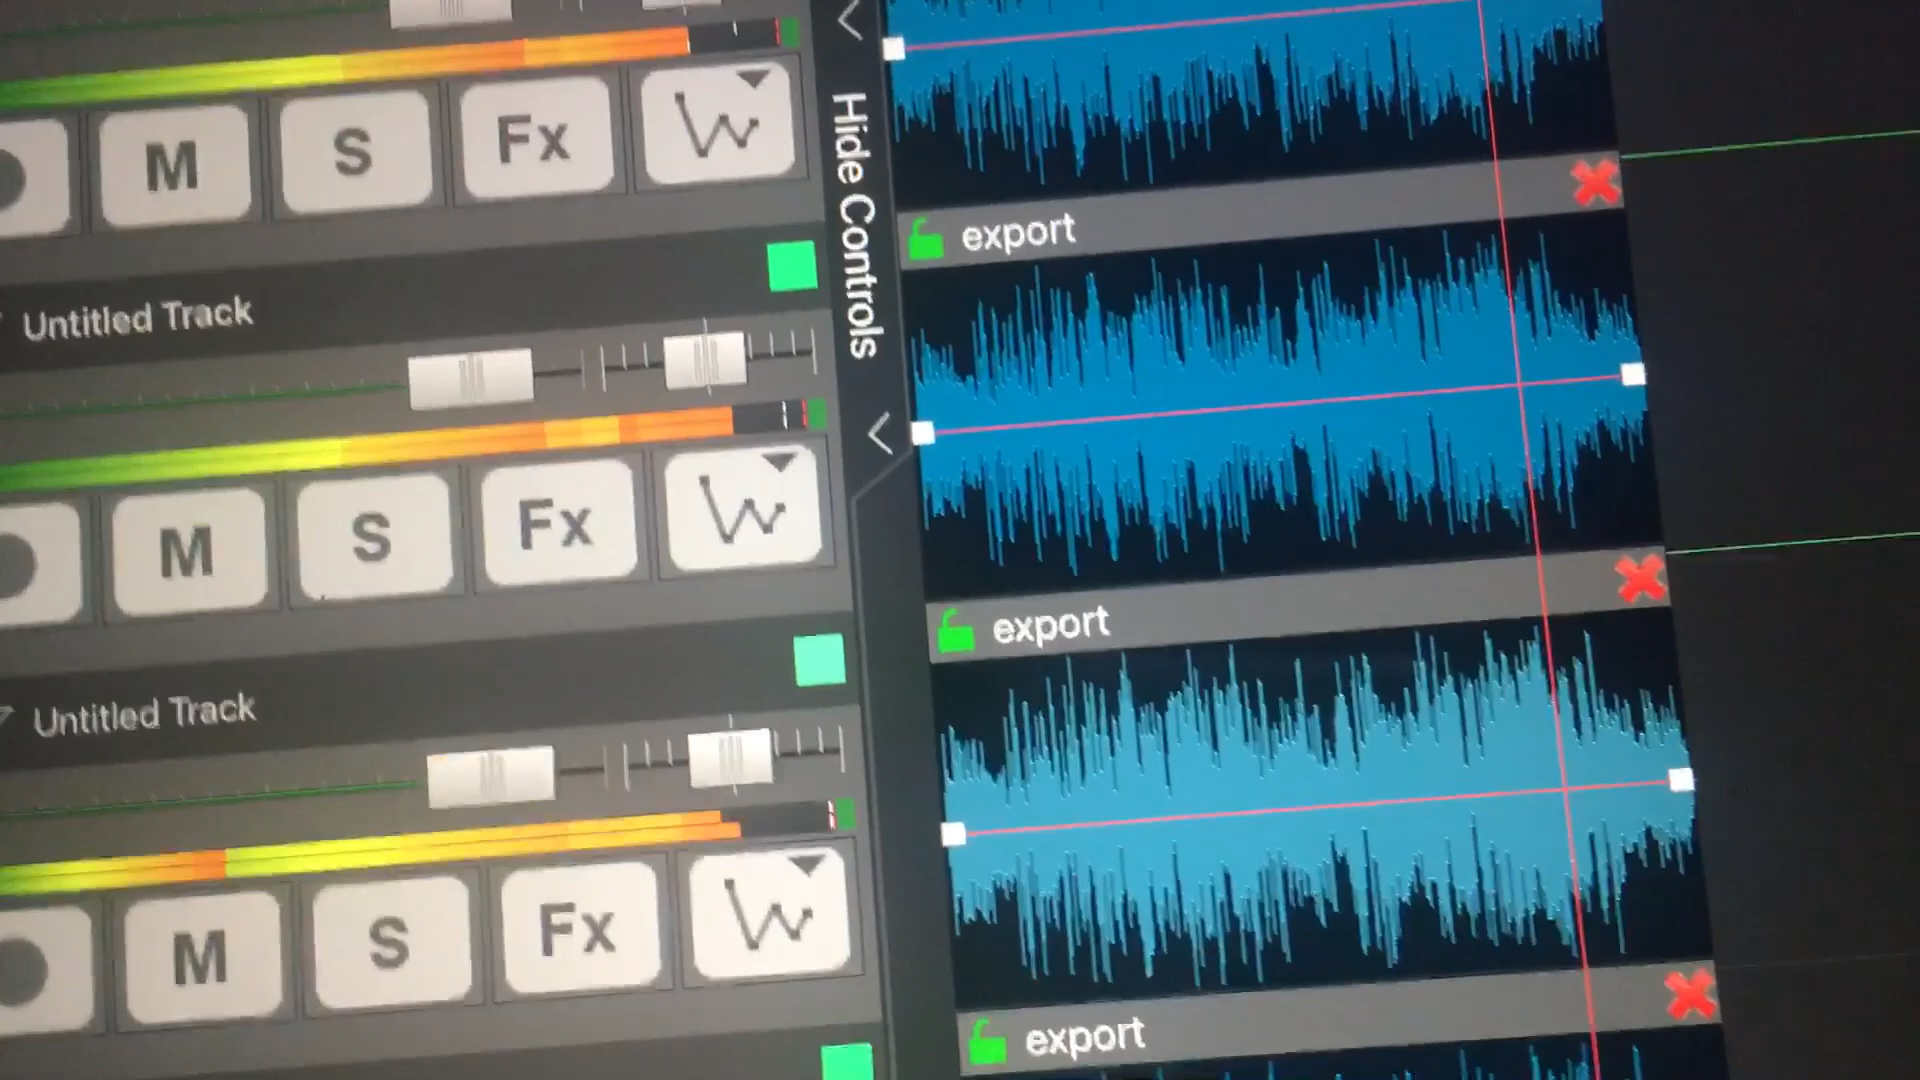 M S Fx
Hide Controls
export
Untitled Track
M S Fx
export
Untitled Track
M S Fx
export